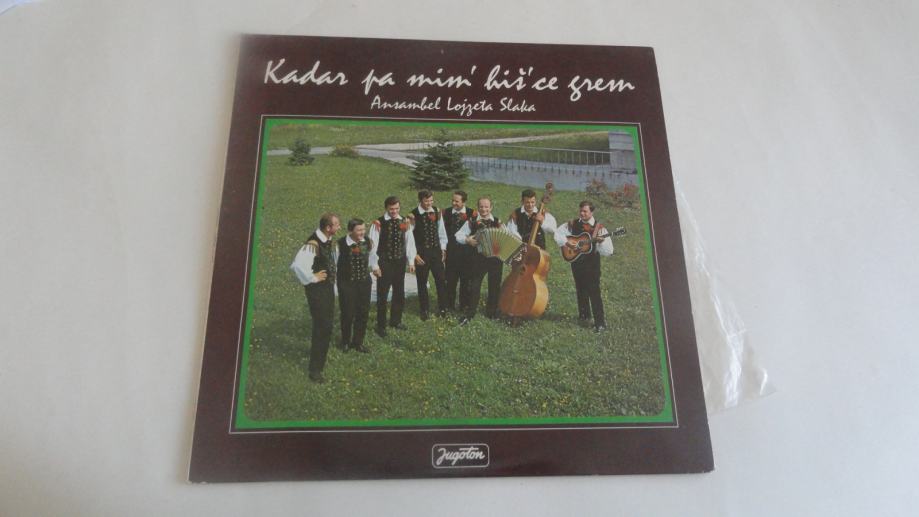 Kadar pa mim' hiš'ce grem
Ansambel Lojzeta Slaka
Jugoton